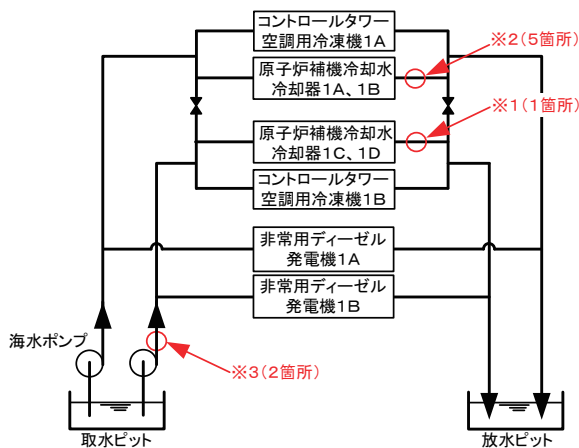 コントロールタワー
空調用冷凍機1A
※2(5箇所)
原子炉補機冷却水
冷却器1A、1B
※1(1箇所)
原子炉補機冷却水
冷却器1C、1D
コントロールタワー
空調用冷凍機1B
非常用ディーゼル
発電機1A
非常用ディーゼル
発電機1B
海水ポンプ
※3(2箇所)
取水ピット
放水ピット